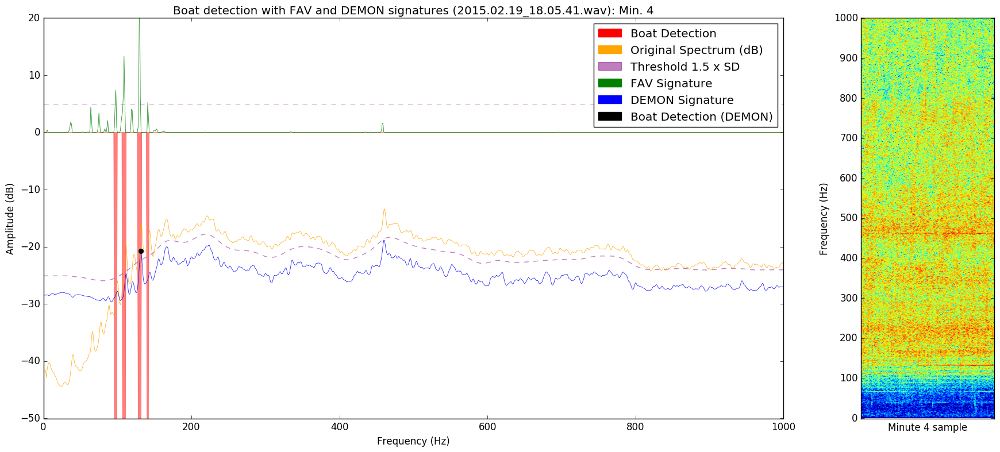 Boat detection with FAV and DEMON signatures (2015.02.19_18.05.41.wav): Min. 4
Amplitude (dB)
20
10
0
−10
−20
−30
−40
−50
0 200 400 600 800 1000
Frequency (Hz)
Boat Detection
Original Spectrum (dB)
Threshold 1.5 x SD
FAV Signature
DEMON Signature
Boat Detection (DEMON)
Frequency (Hz)
1000
900
800
700
600
500
400
300
200
100
0
Minute 4 sample